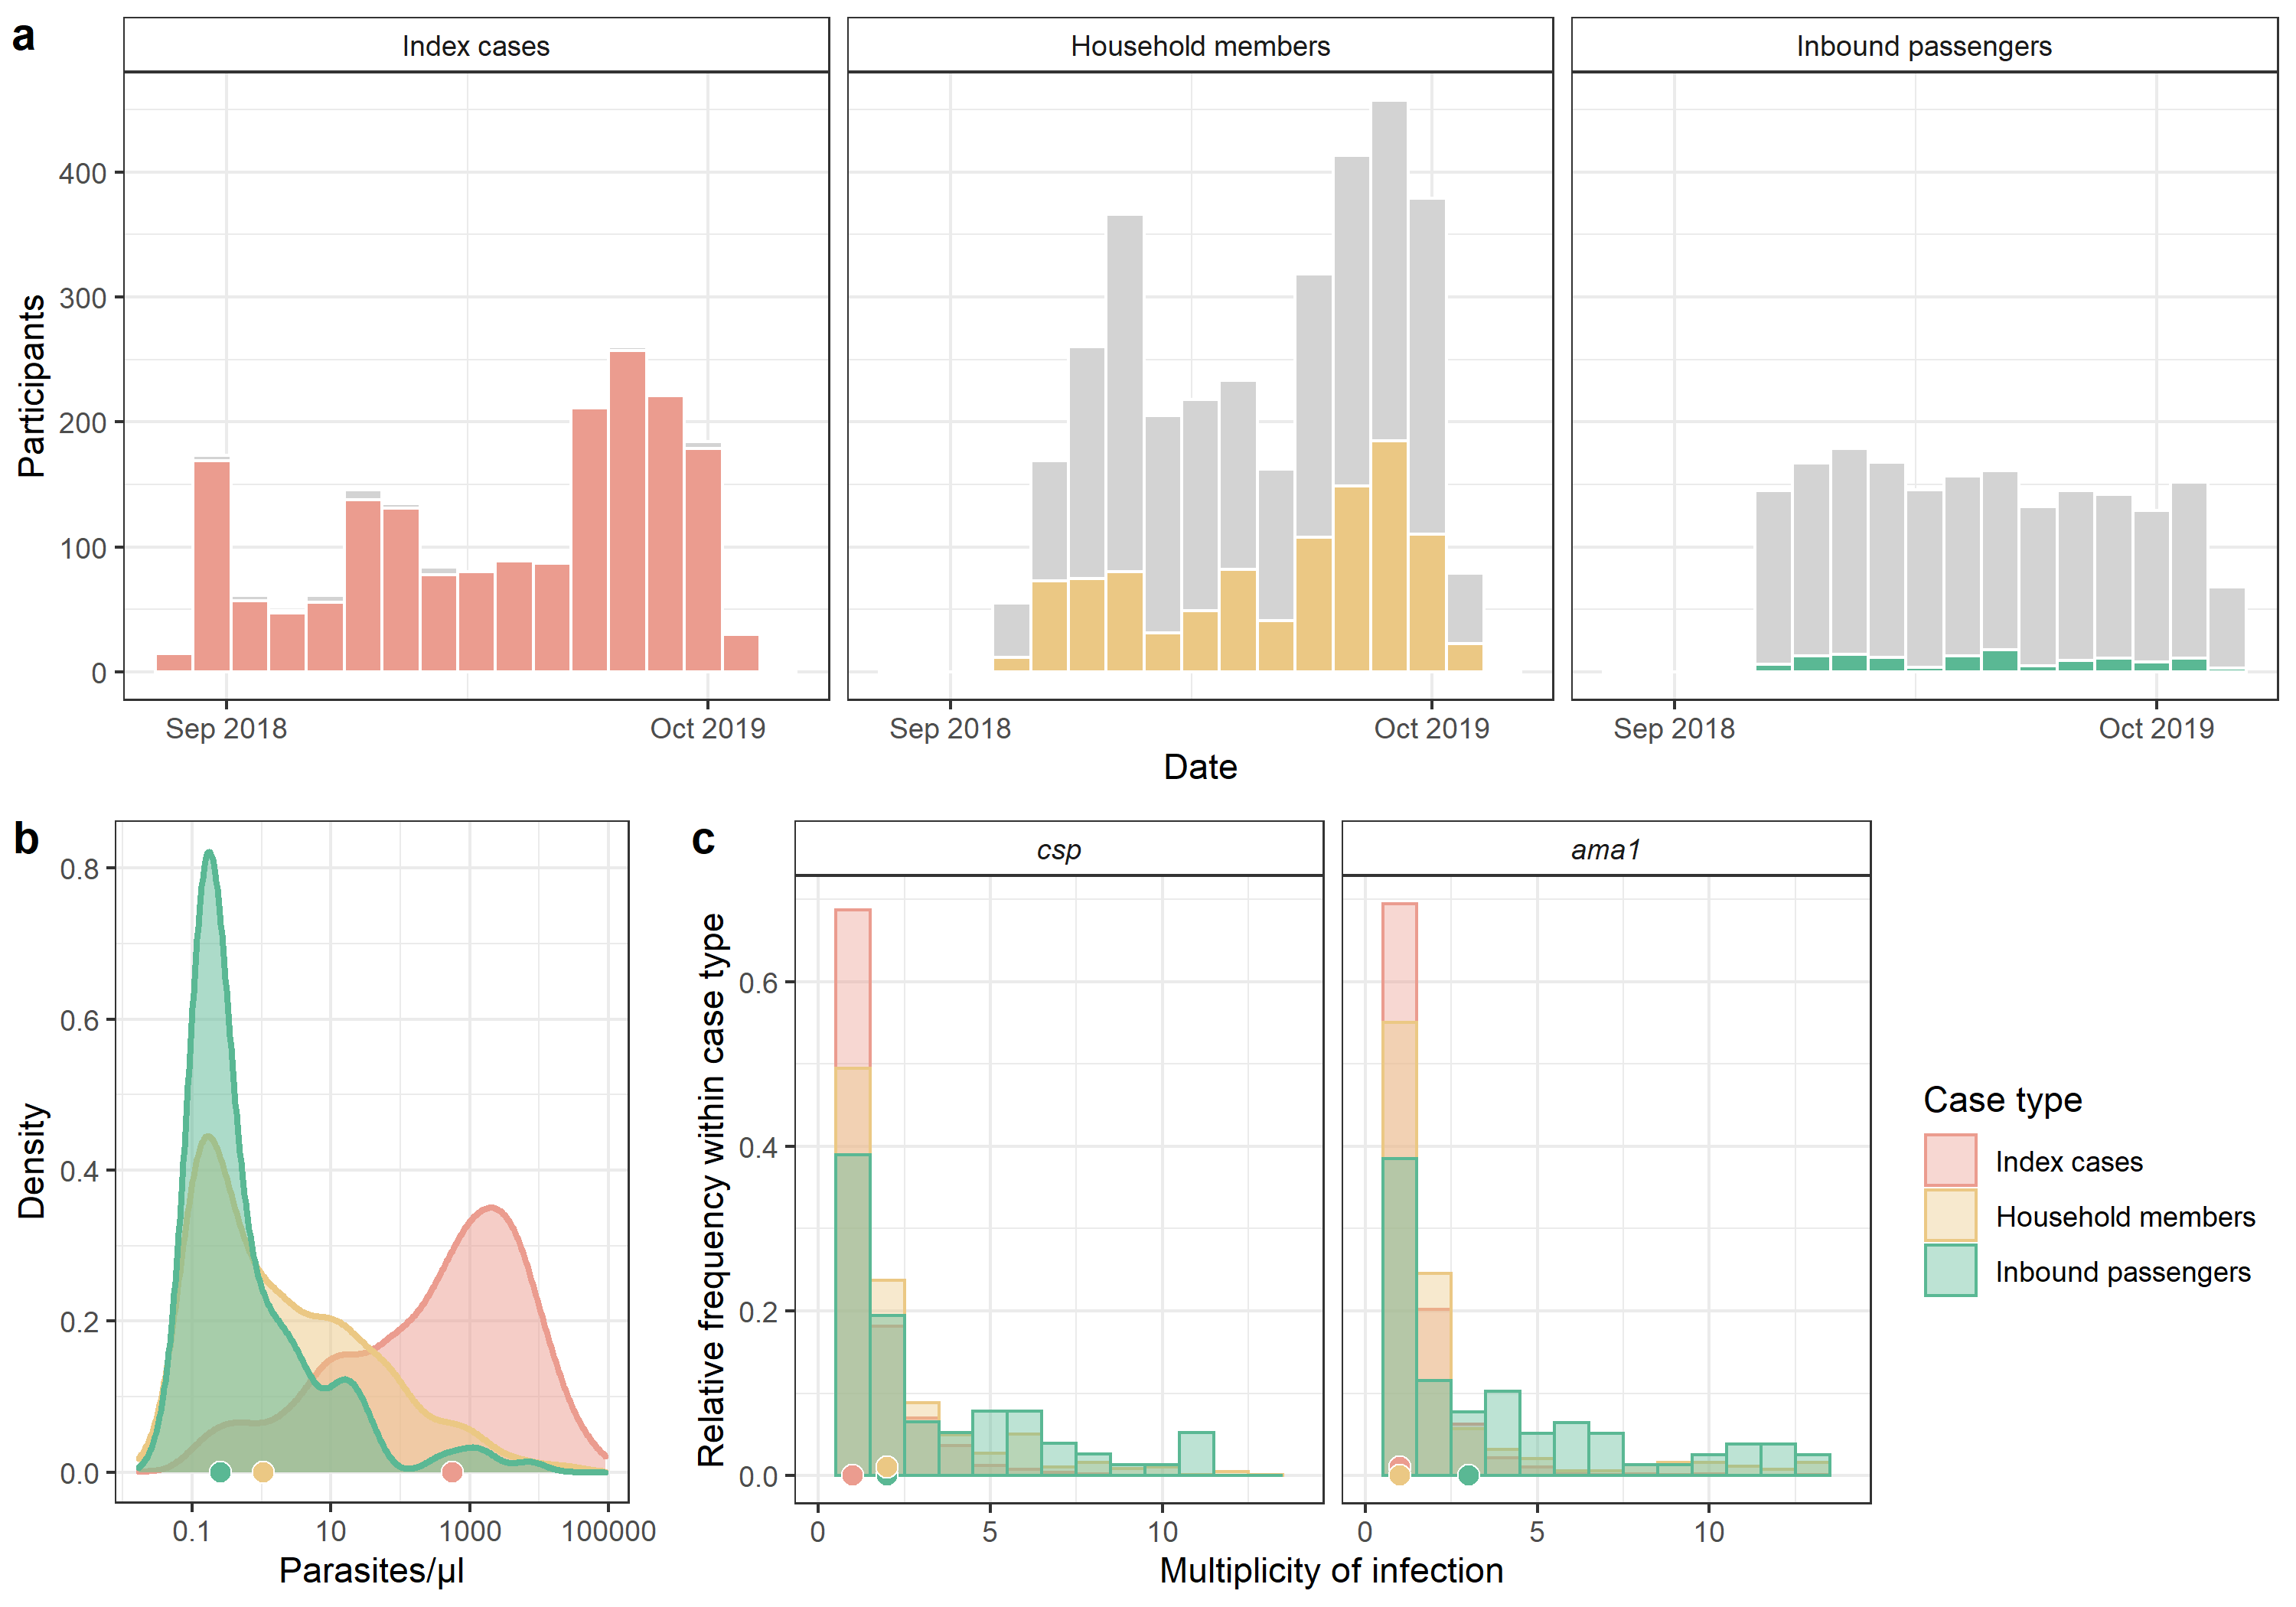 a
Index cases
Household members
Inbound passengers
Participants
400
300
200
100
0
Sep 2018
Oct 2019
Sep 2018
Oct 2019
Sep 2018
Oct 2019
Date
b
Density
0.8
0.6
0.4
0.2
0.0
0.1
10
1000
100000
Parasites/µl
c
csp
ama1
Relative frequency within case type
0.6
0.4
0.2
0.0
0
5
10
0
5
10
Multiplicity of infection
Case type
Index cases
Household members
Inbound passengers